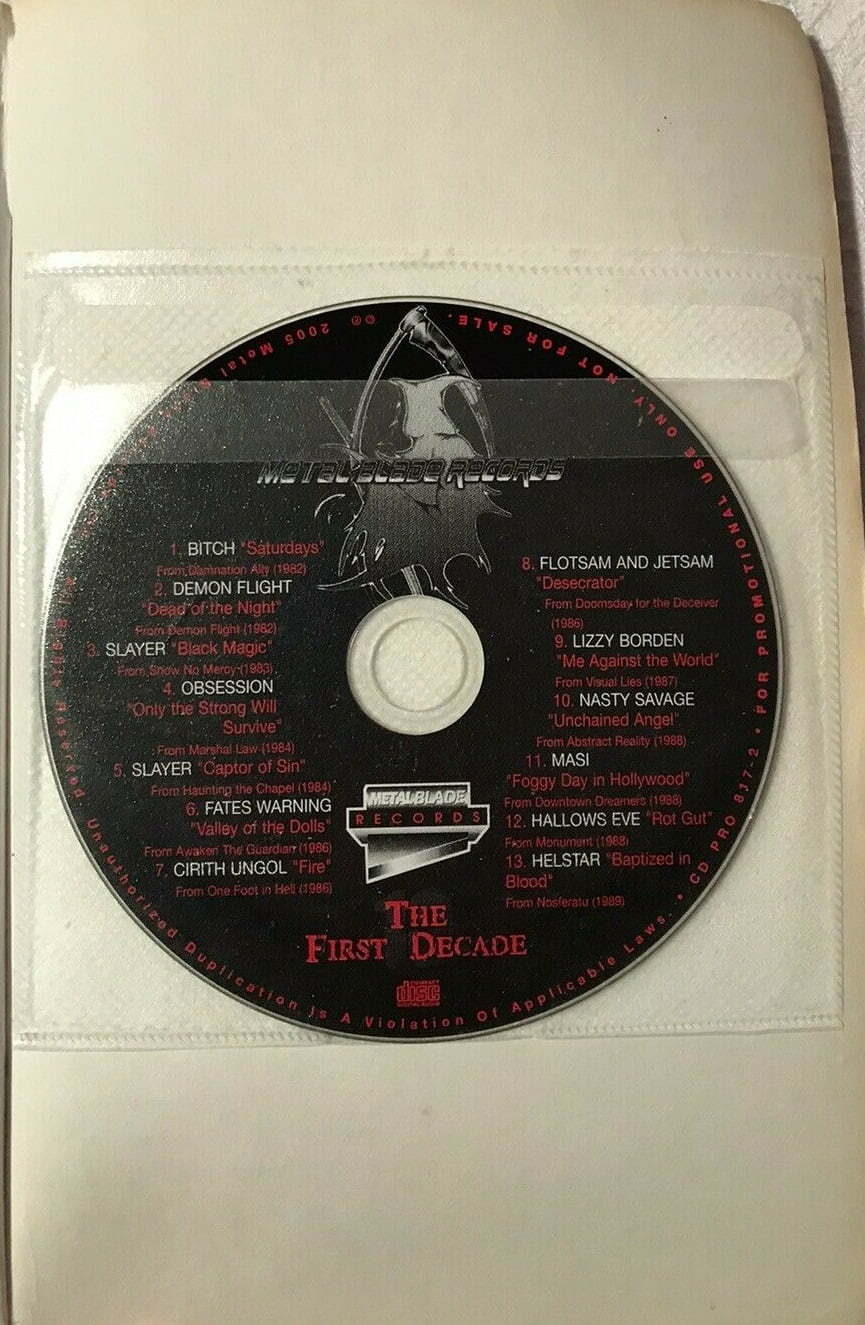 METAL BLADE RECORDS
1. BITCH "Saturdays"
From Damnation Ally (1982)
2. DEMON FLIGHT
"Dead of the Night"
From Demon Flight (1982)
3. SLAYER "Black Magic"
From Show No Mercy (1983)
4. OBSESSION
"Only the Strong Will
Survive"
From Marshal Law (1984)
5. SLAYER "Captor of Sin"
From Haunting the Chapel (1984)
6. FATES WARNING
"Valley of the Dolls"
From Awaken The Guardian (1986)
7. CIRITH UNGOL "Fire"
From One Foot in Hell (1986)
8. FLOTSAM AND JETSAM
"Desecrator"
From Doomsday for the Deceiver
(1986)
9. LIZZY BORDEN
"Me Against the World"
From Visual Lies (1987)
10. NASTY SAVAGE
"Unchained Angel"
From Abstract Reality (1988)
11. MASI
"Foggy Day in Hollywood"
From Downtown Dreamers (1988)
12. HALLOWS EVE "Rot Gut"
From Monument (1988)
13. HELSTAR "Baptized in
Blood"
From Nosferatu (1989)
METAL BLADE
RECORDS
THE
FIRST DECADE
COMPACT
disc
DIGITAL AUDIO
© ℗ 2005 Metal
All Rights Reserved. Unauthorized Duplication Is A Violation Of Applicable Laws. • CD PRO 817-2 • FOR PROMOTIONAL USE ONLY, NOT FOR SALE.